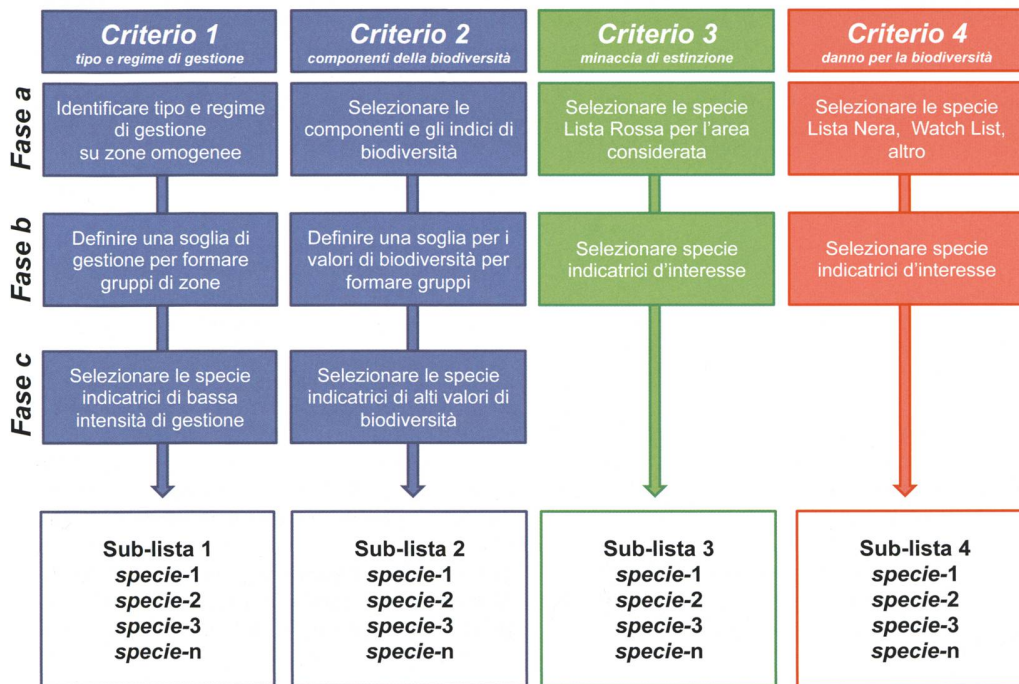 Criterio 1
tipo e regime di gestione
Criterio 2
componenti della biodiversità
Criterio 3
minaccia di estinzione
Criterio 4
danno per la biodiversità
Fase a
Identificare tipo e regime
di gestione
su zone omogenee
Selezionare le
componenti e gli indici di
biodiversità
Selezionare le specie
Lista Rossa per l'area
considerata
Selezionare le specie
Lista Nera, Watch List,
altro
Fase b
Definire una soglia di
gestione per formare
gruppi di zone
Definire una soglia per i
valori di biodiversità per
formare gruppi
Selezionare specie
indicatrici d'interesse
Selezionare specie
indicatrici d'interesse
Fase c
Selezionare le specie
indicatrici di bassa
intensità di gestione
Selezionare le specie
indicatrici di alti valori di
biodiversità
Sub-lista 1
specie-1
specie-2
specie-3
specie-n
Sub-lista 2
specie-1
specie-2
specie-3
specie-n
Sub-lista 3
specie-1
specie-2
specie-3
specie-n
Sub-lista 4
specie-1
specie-2
specie-3
specie-n